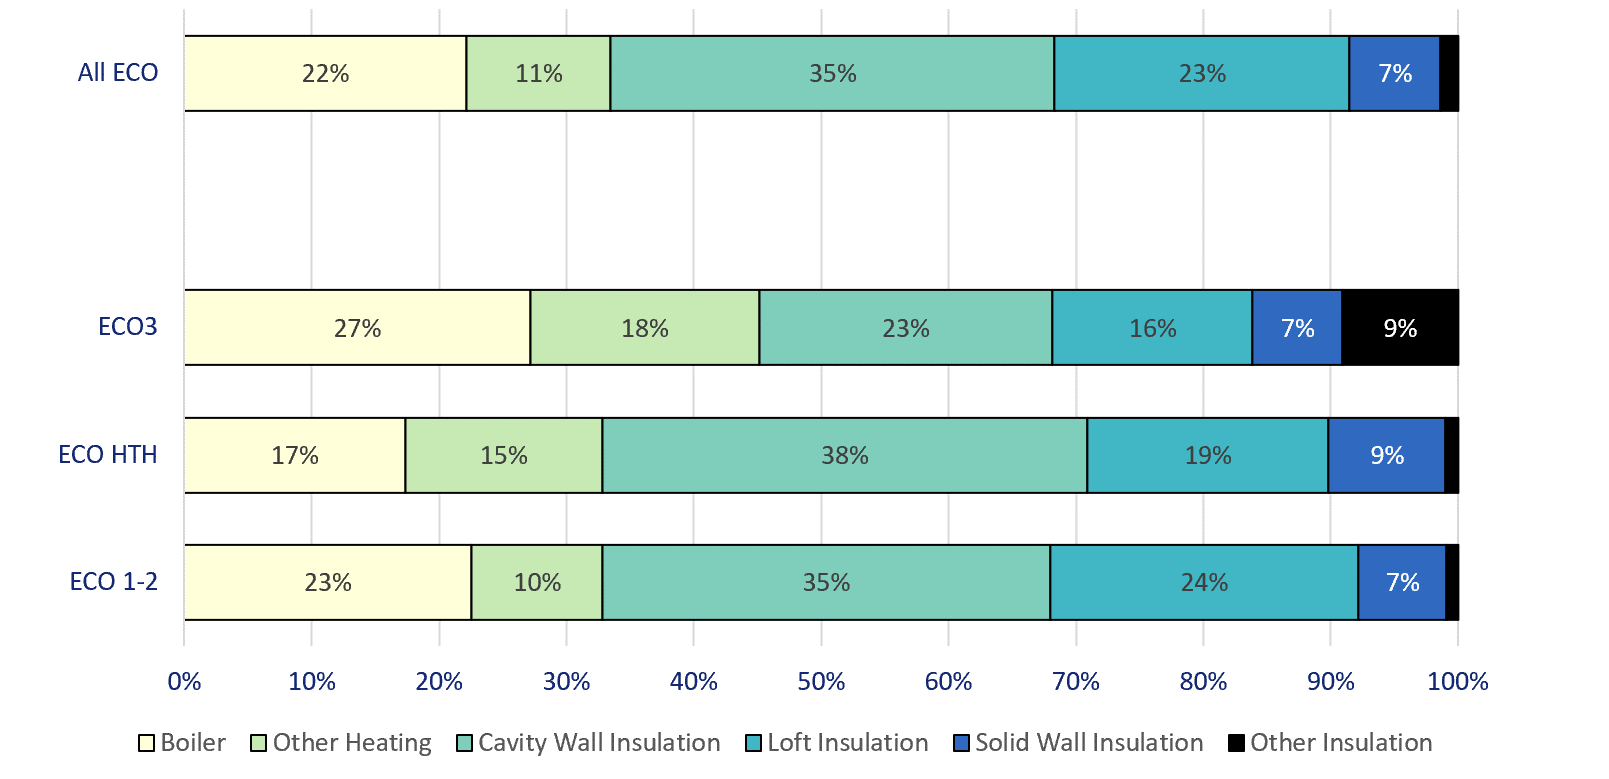 All ECO 22% 11% 35% 23% 7%
ECO3 27% 18% 23% 16% 7% 9%
ECO HTH 17% 15% 38% 19% 9%
ECO 1-2 23% 10% 35% 24% 7%
0% 10% 20% 30% 40% 50% 60% 70% 80% 90% 100%
Boiler Other Heating Cavity Wall Insulation Loft Insulation Solid Wall Insulation Other Insulation